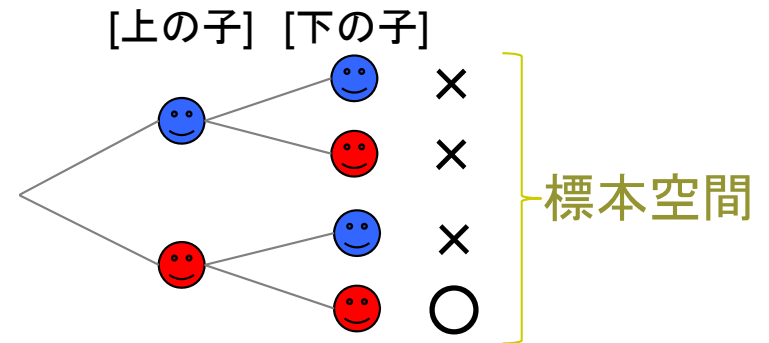 [上の子] [下の子]
×
×
×
○
標本空間